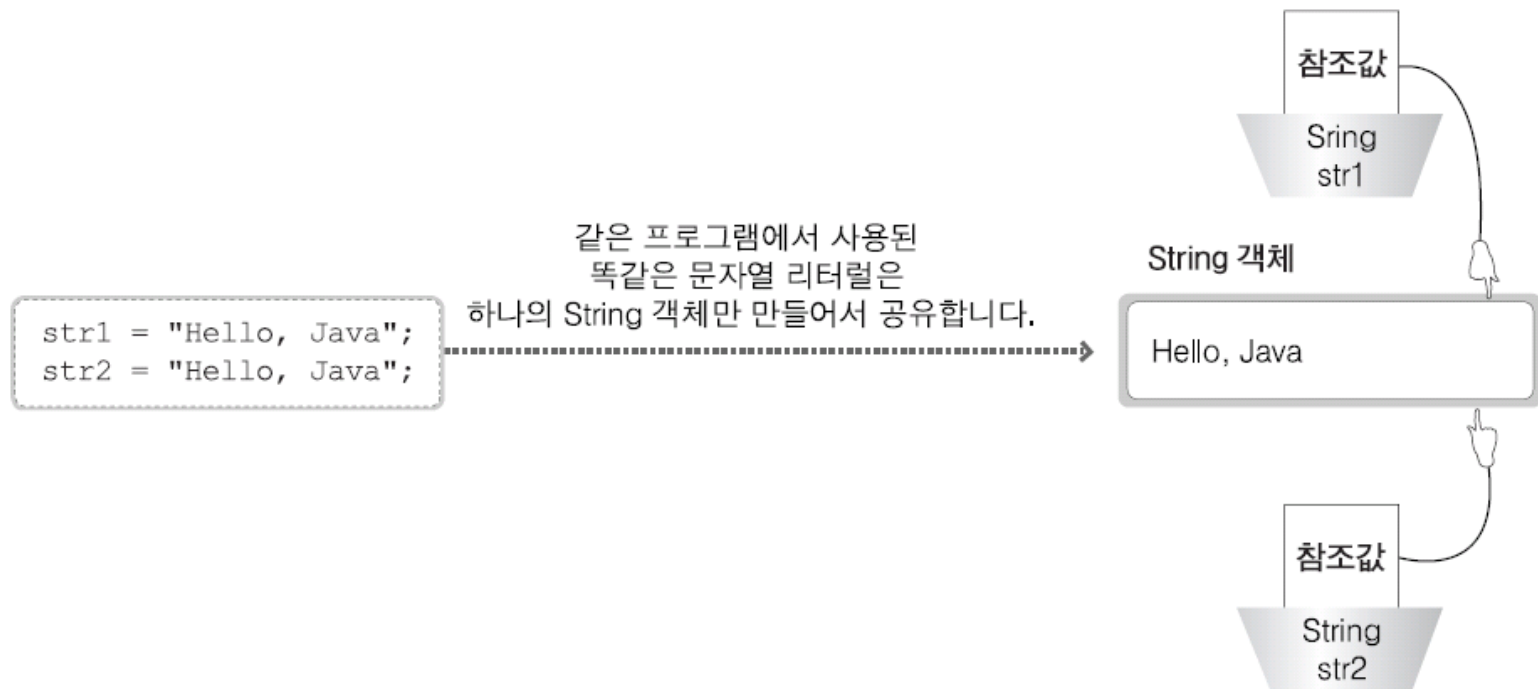 str1 = "Hello, Java";
str2 = "Hello, Java";
같은 프로그램에서 사용된
똑같은 문자열 리터럴은
하나의 String 객체만 만들어서 공유합니다.
참조값
Sring
str1
String 객체
Hello, Java
참조값
String
str2